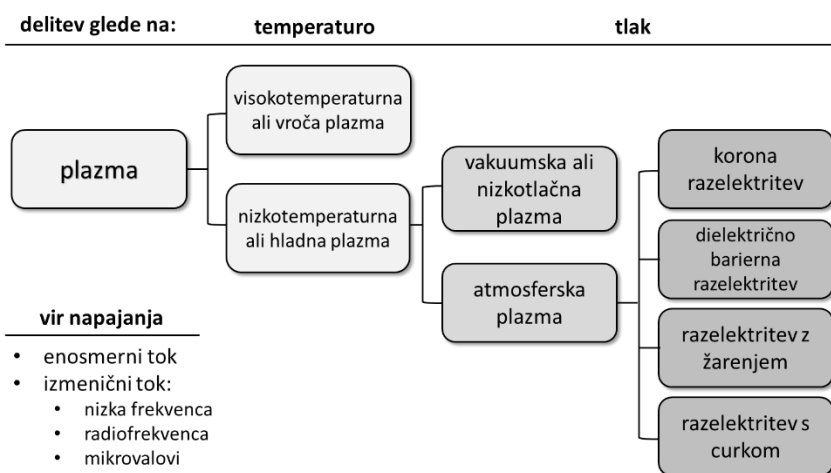 delitev glede na:
temperaturo
tlak
visokotemperaturna
ali vroča plazma
plazma
nizkotemperaturna
ali hladna plazma
vakuumska ali
nizkotlačna
plazma
atmosferska
plazma
korona
razelektritev
dielektrično
barierna
razelektritev
razelektritev z
žarenjem
razelektritev s
curkom
vir napajanja
• enosmerni tok
• izmenični tok:
• nizka frekvenca
• radiofrekvenca
• mikrovalovi